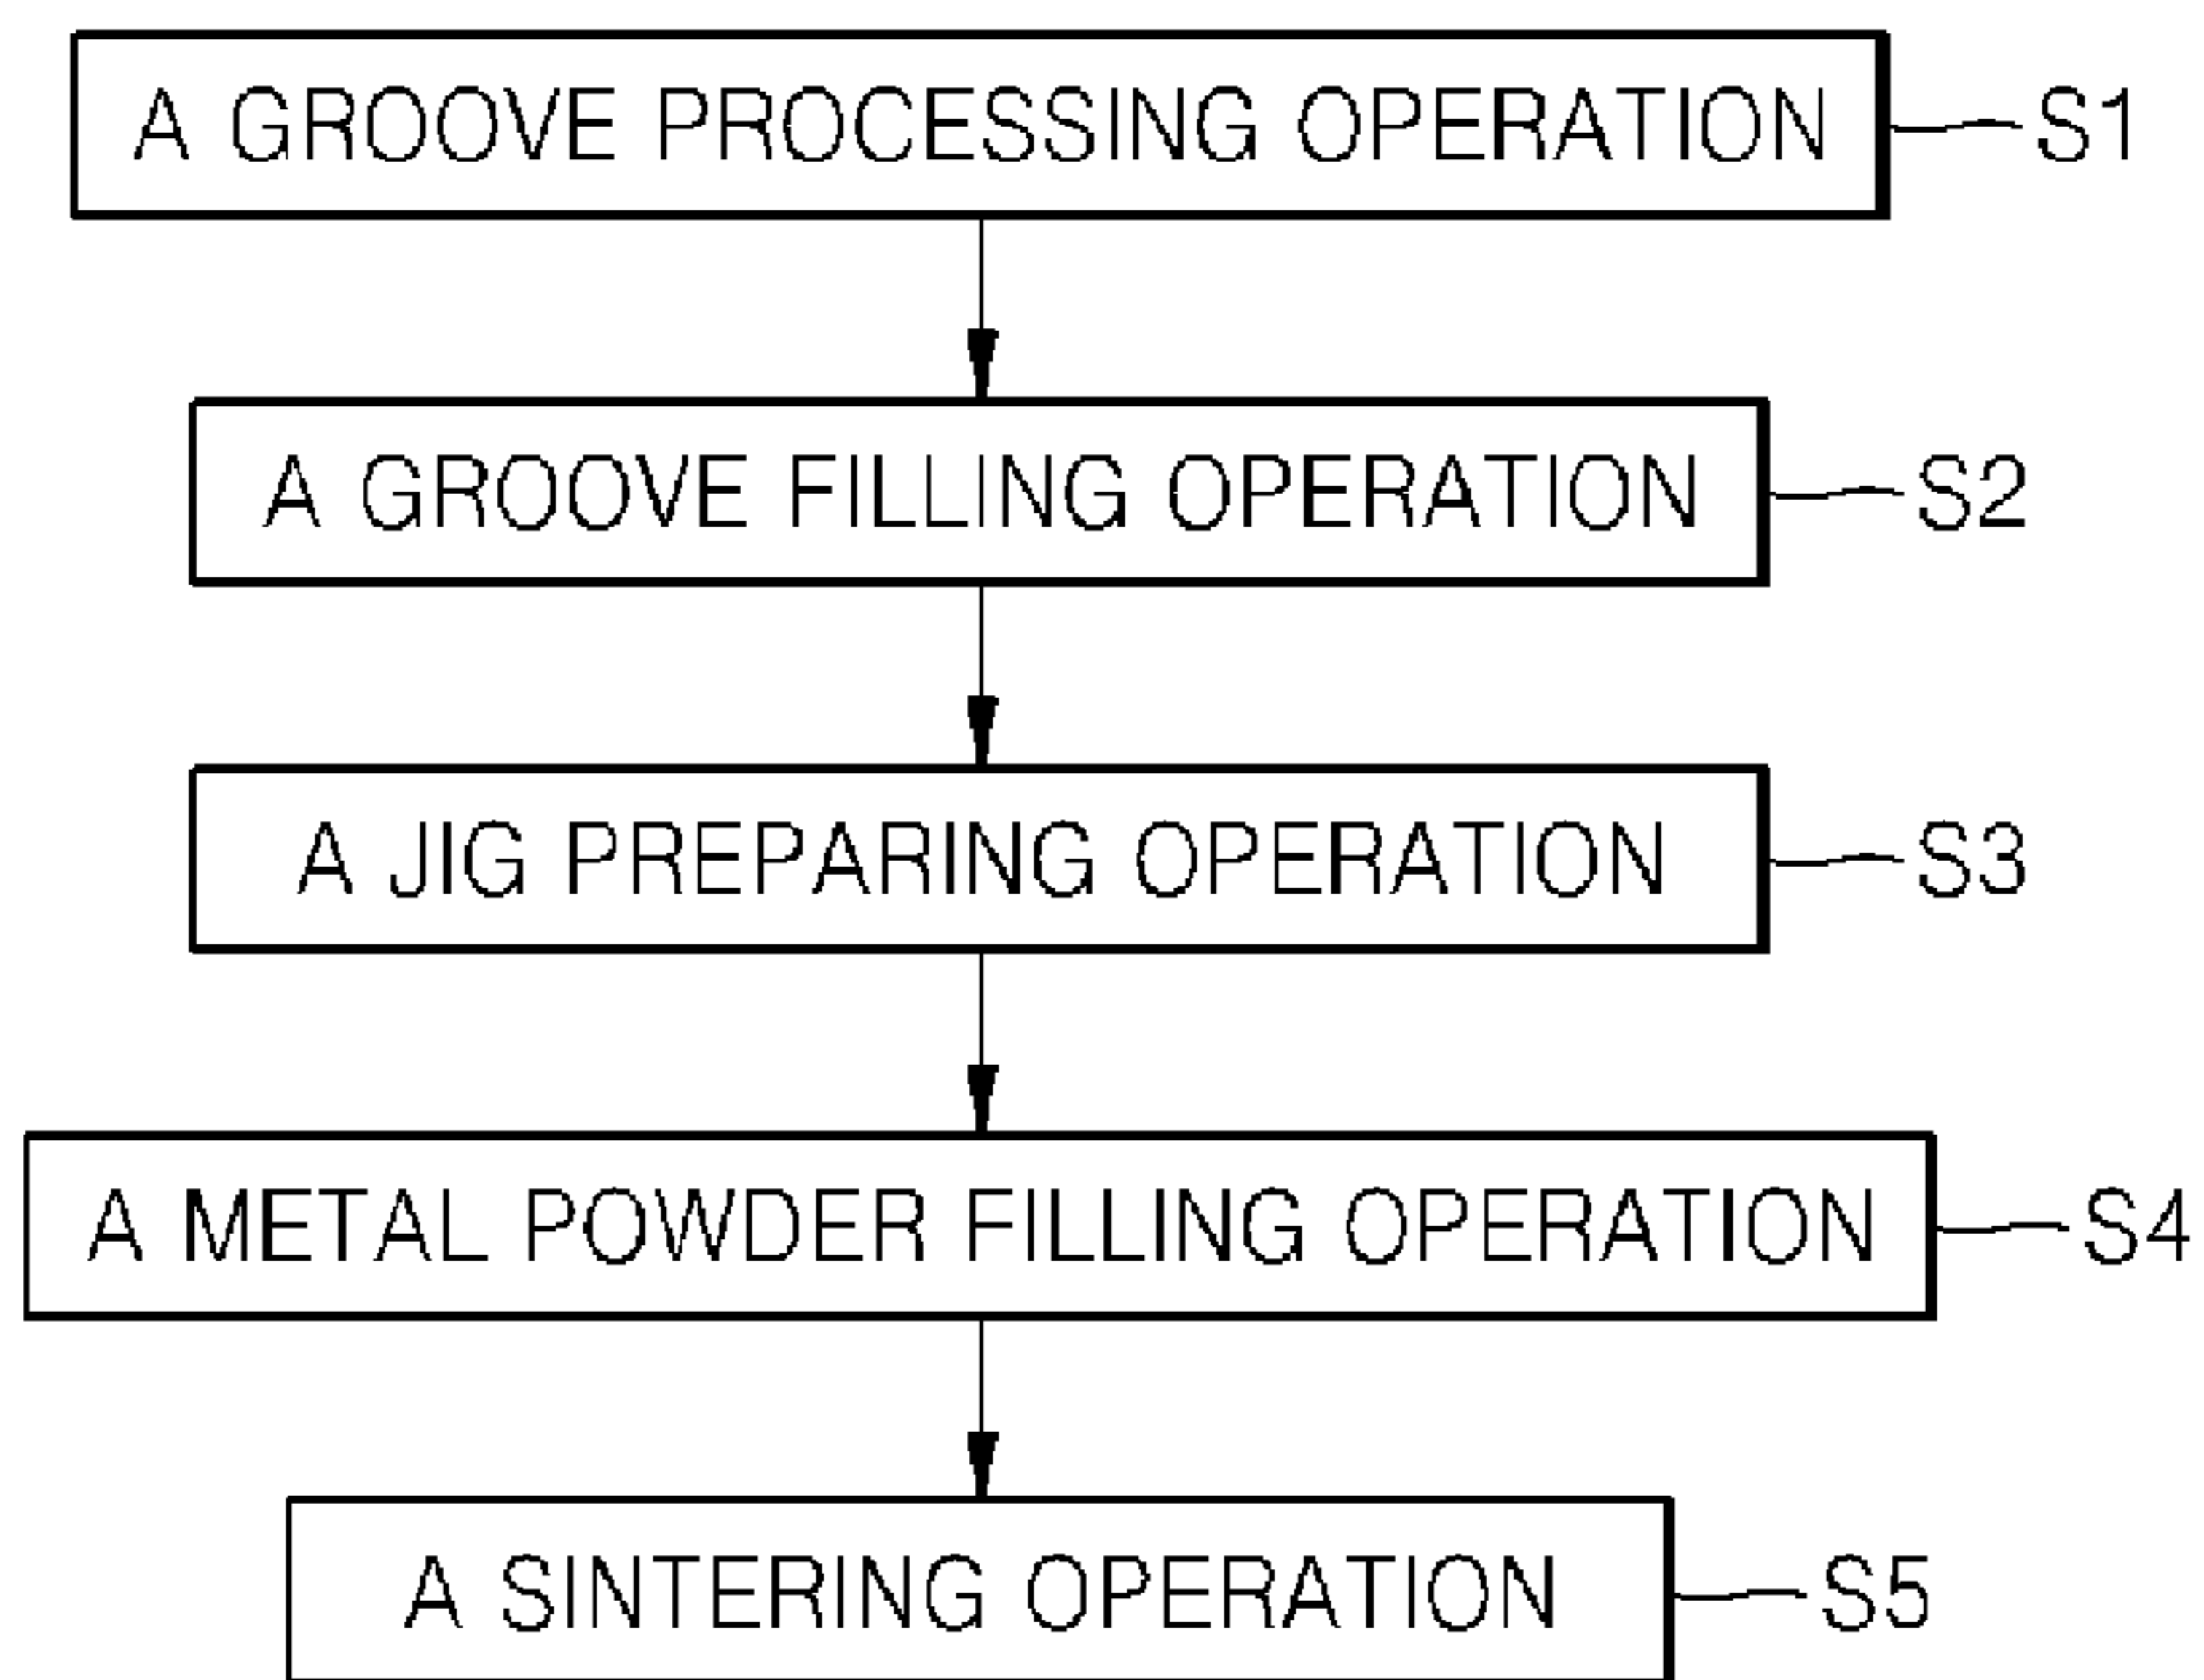 A GROOVE PROCESSING OPERATION S1
A GROOVE FILLING OPERATION S2
A JIG PREPARING OPERATION S3
A METAL POWDER FILLING OPERATION S4
A SINTERING OPERATION S5